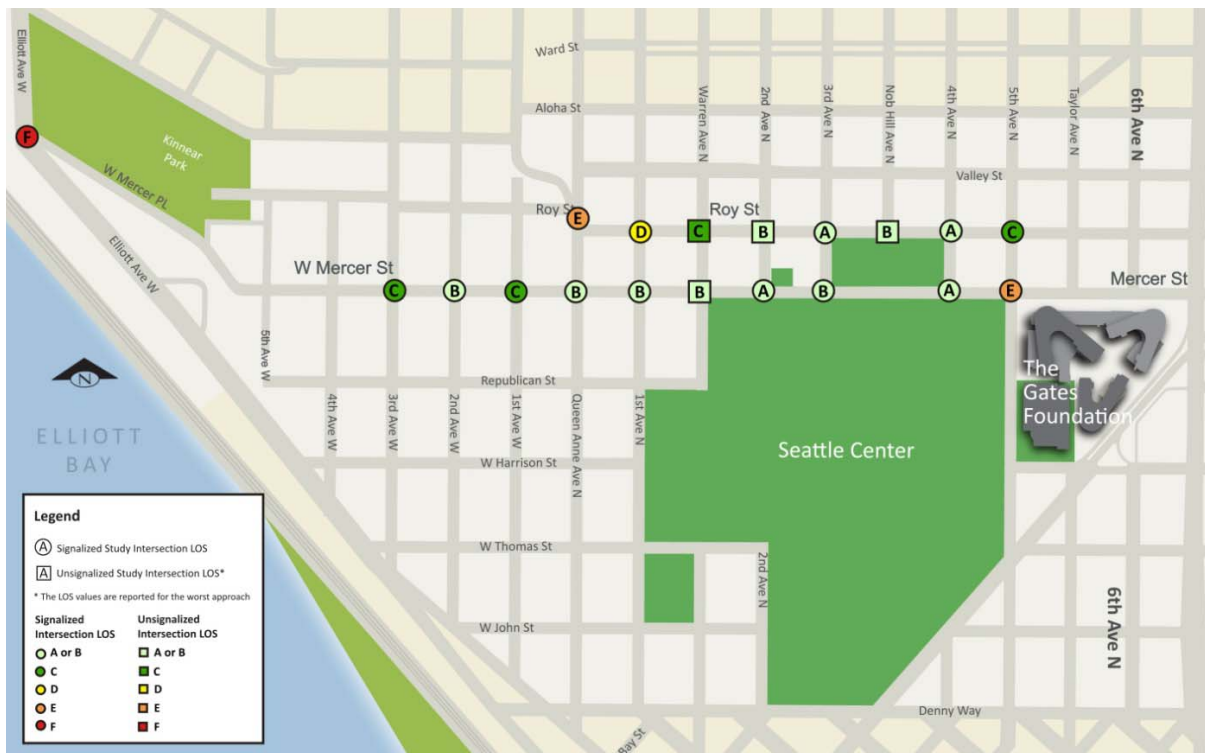 Elliott Ave W
Ward St
Aloha St
Warren Ave N
2nd Ave N
3rd Ave N
Nob Hill Ave N
4th Ave N
5th Ave N
Taylor Ave N
6th Ave N
F
Kinnear
Park
W Mercer PL
Valley St
Roy St
E
D
Roy St
C
B
A
B
A
C
Elliott Ave W
W Mercer St
C
B
C
B
B
B
A
B
A
E
Mercer St
5th Ave W
N
ELLIOTT
BAY
4th Ave W
3rd Ave W
2nd Ave W
1st Ave W
Queen Anne Ave N
1st Ave N
Republican St
The
Gates
Foundation
Seattle Center
W Harrison St
W Thomas St
2nd Ave N
W John St
6th Ave N
Denny Way
Bay St
Legend
A Signalized Study Intersection LOS
A Unsignalized Study Intersection LOS*
* The LOS values are reported for the worst approach
Signalized
Intersection LOS
A or B
C
D
E
F
Unsignalized
Intersection LOS
A or B
C
D
E
F